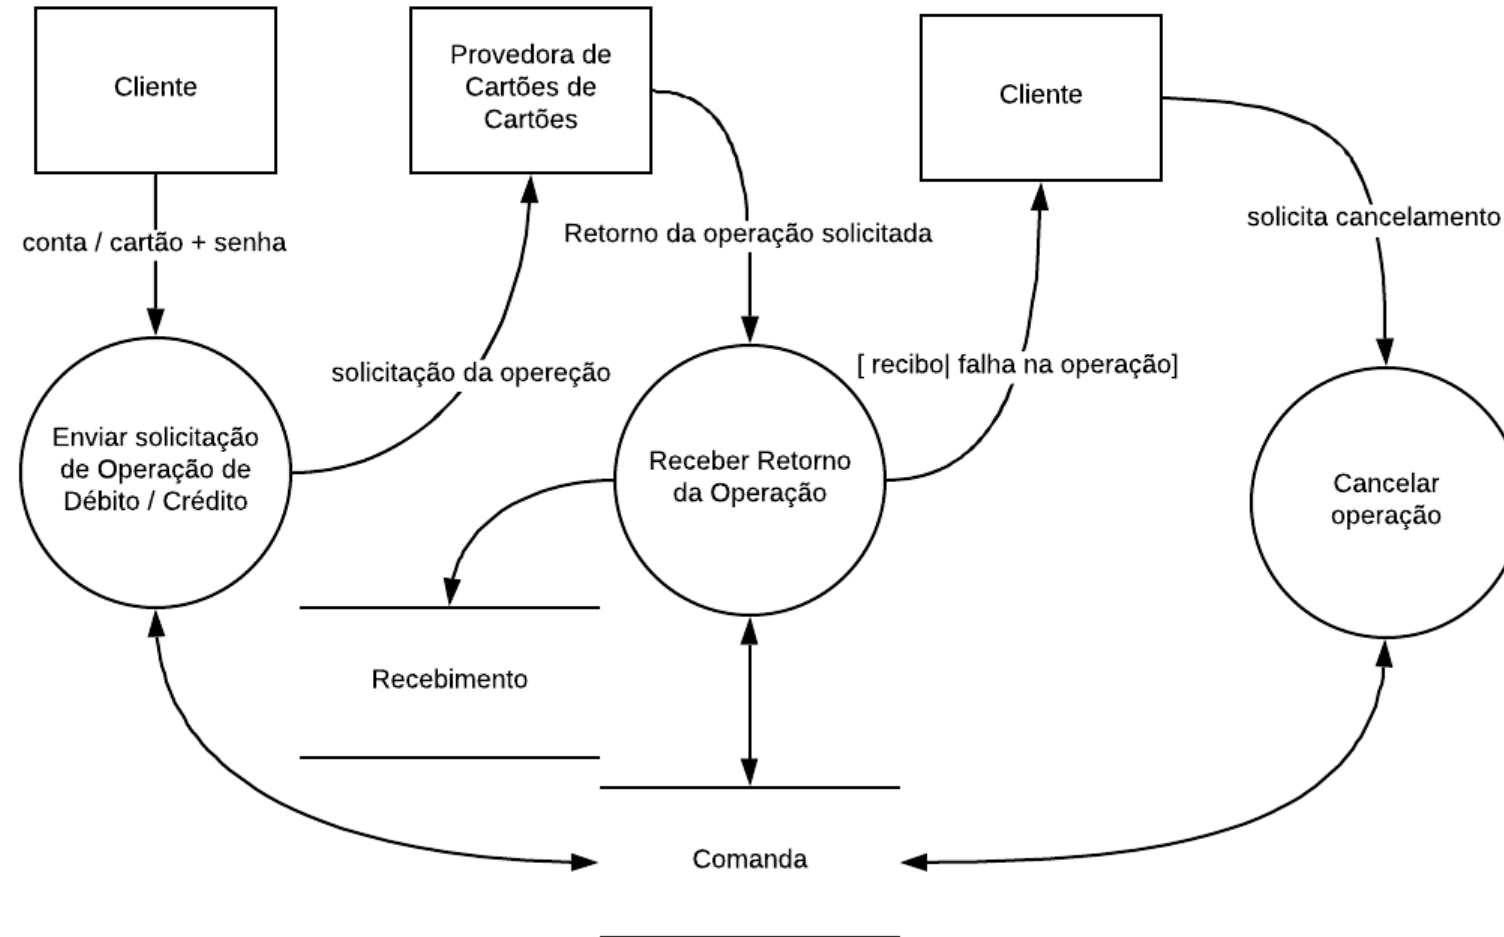 Cliente
Provedora de
Cartões de
Cartões
Cliente
conta / cartão + senha
Retorno da operação solicitada
solicita cancelamento
solicitação da opereção
[ recibo| falha na operação]
Enviar solicitação
de Operação de
Débito / Crédito
Receber Retorno
da Operação
Cancelar
operação
Recebimento
Comanda